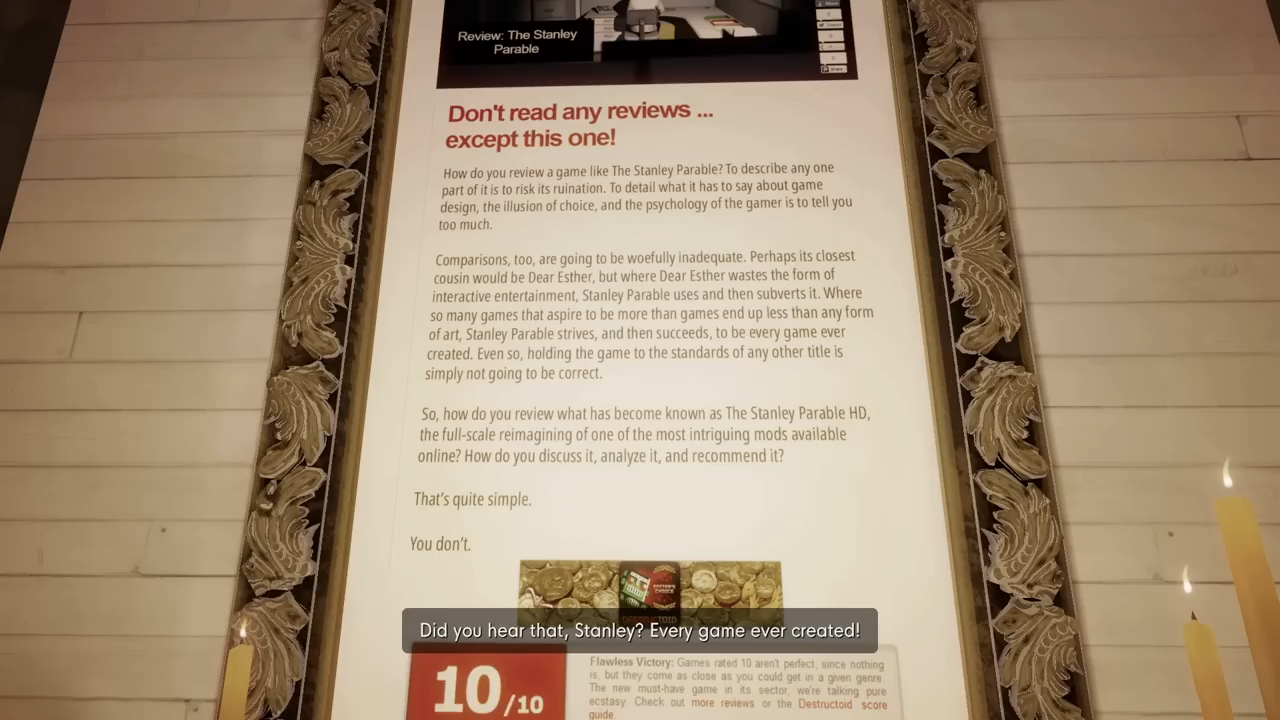 Review: The Stanley
Parable
Share
Don't read any reviews ...
except this one!
How do you review a game like The Stanley Parable? To describe any one
part of it is to risk its ruination. To detail what it has to say about game
design, the illusion of choice, and the psychology of the gamer is to tell you
too much.
Comparisons, too, are going to be woefully inadequate. Perhaps its closest
cousin would be Dear Esther, but where Dear Esther wastes the form of
interactive entertainment, Stanley Parable uses and then subverts it. Where
so many games that aspire to be more than games end up less than any form
of art, Stanley Parable strives, and then succeeds, to be every game ever
created. Even so, holding the game to the standards of any other title is
simply not going to be correct.
So, how do you review what has become known as The Stanley Parable HD,
the full-scale reimagining of one of the most intriguing mods available
online? How do you discuss it, analyze it, and recommend it?
That's quite simple.
You don't.
Did you hear that, Stanley? Every game ever created!
10/10
Flawless Victory: Games rated 10 aren't perfect, since nothing
is, but they come as close as you could get in a given genre.
The new must-have game in its sector, we're talking pure
ecstasy. Check out more reviews or the Destructoid score
guide.